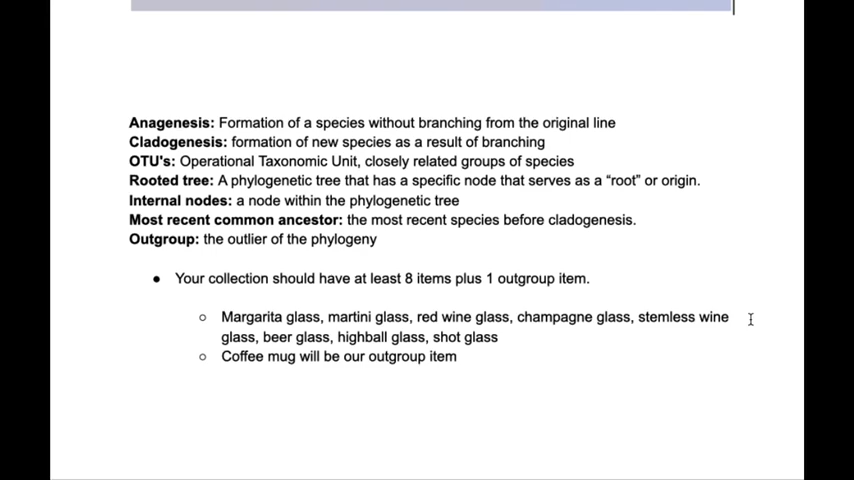 Anagenesis: Formation of a species without branching from the original line
Cladogenesis: formation of new species as a result of branching
OTU's: Operational Taxonomic Unit, closely related groups of species
Rooted tree: A phylogenetic tree that has a specific node that serves as a “root” or origin.
Internal nodes: a node within the phylogenetic tree
Most recent common ancestor: the most recent species before cladogenesis.
Outgroup: the outlier of the phylogeny
● Your collection should have at least 8 items plus 1 outgroup item.
○ Margarita glass, martini glass, red wine glass, champagne glass, stemless wine
glass, beer glass, highball glass, shot glass
○ Coffee mug will be our outgroup item